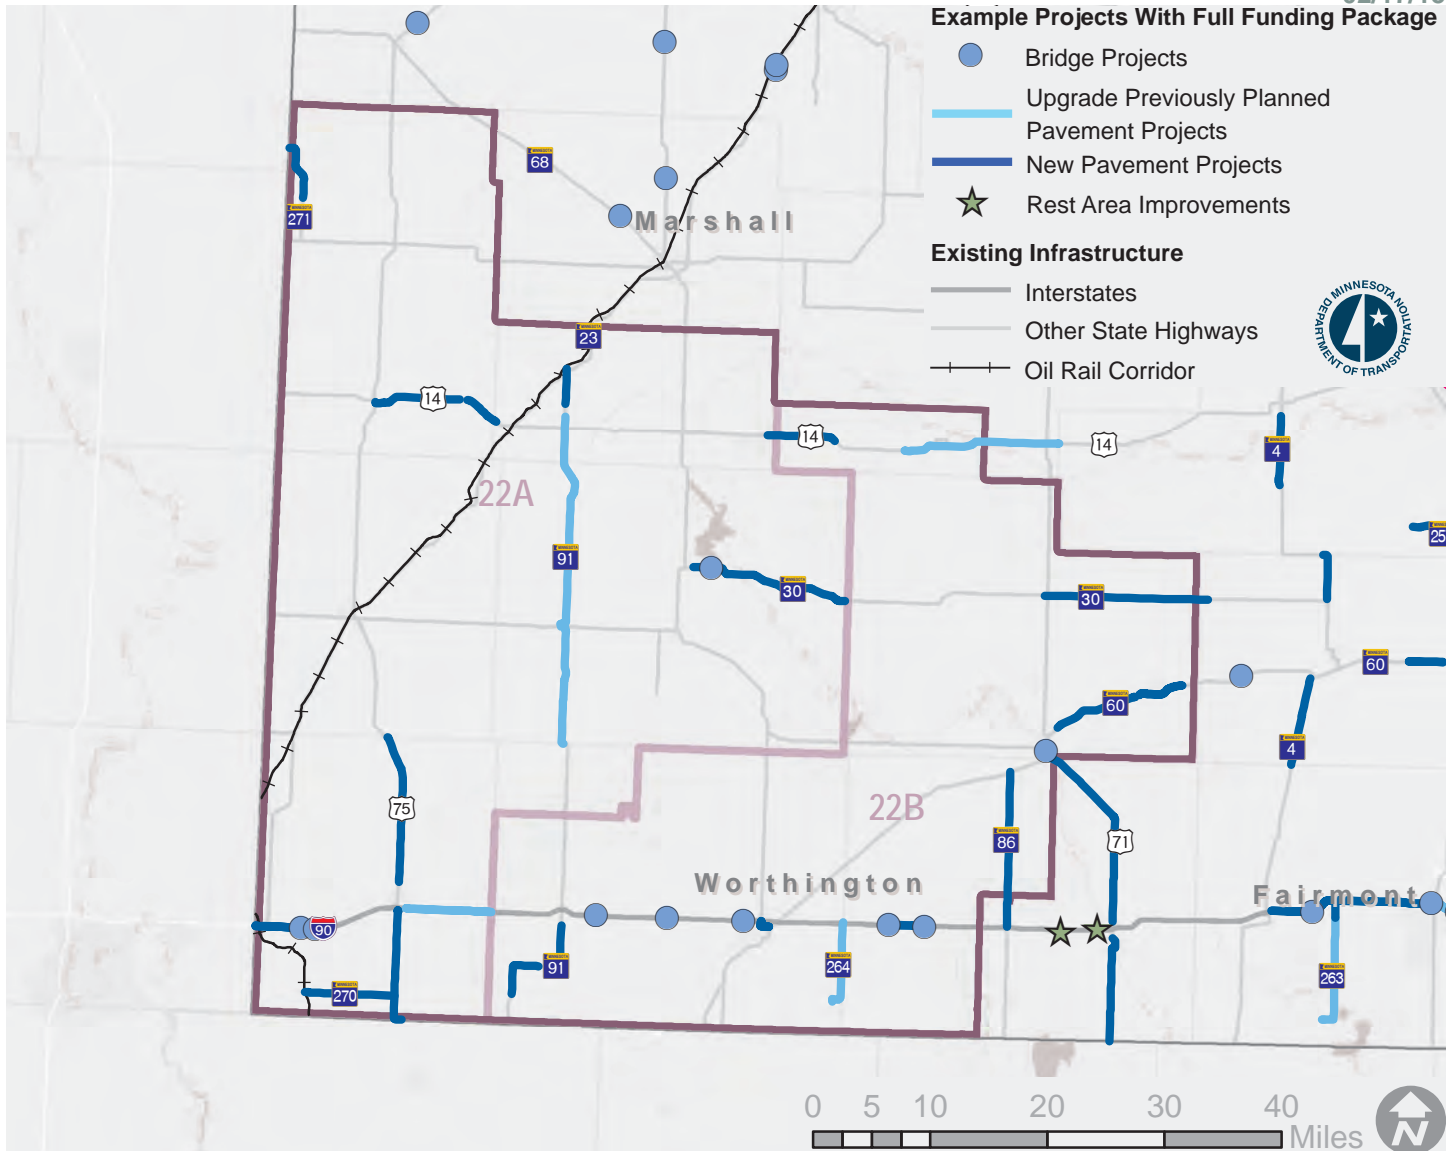 Example Projects With Full Funding Package
Bridge Projects
Upgrade Previously Planned
Pavement Projects
New Pavement Projects
Rest Area Improvements
Existing Infrastructure
Interstates
Other State Highways
Oil Rail Corridor
MINNESOTA
DEPARTMENT OF TRANSPORTATION
68
271
Marshall
23
14
14
14
4
22A
25
91
30
30
60
60
4
75
22B
86
71
Worthington
Fairmont
90
91
264
263
270
0 5 10 20 30 40
Miles
N